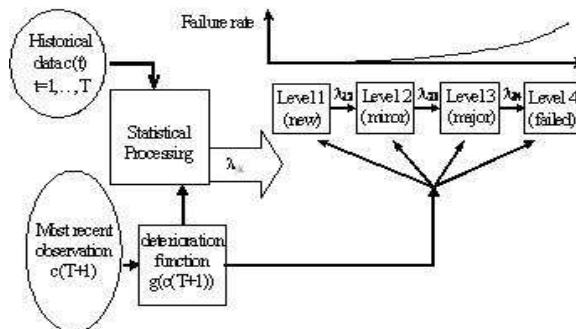 Failure rate
Historical
data c(t)
t=1,…,T
Statistical
Processing
Level 1
(new)
λ12
Level 2
(minor)
λ23
Level 3
(major)
λ34
Level 4
(failed)
Most recent
observation
c(T+1)
deterioration
function
g(c(T+1))